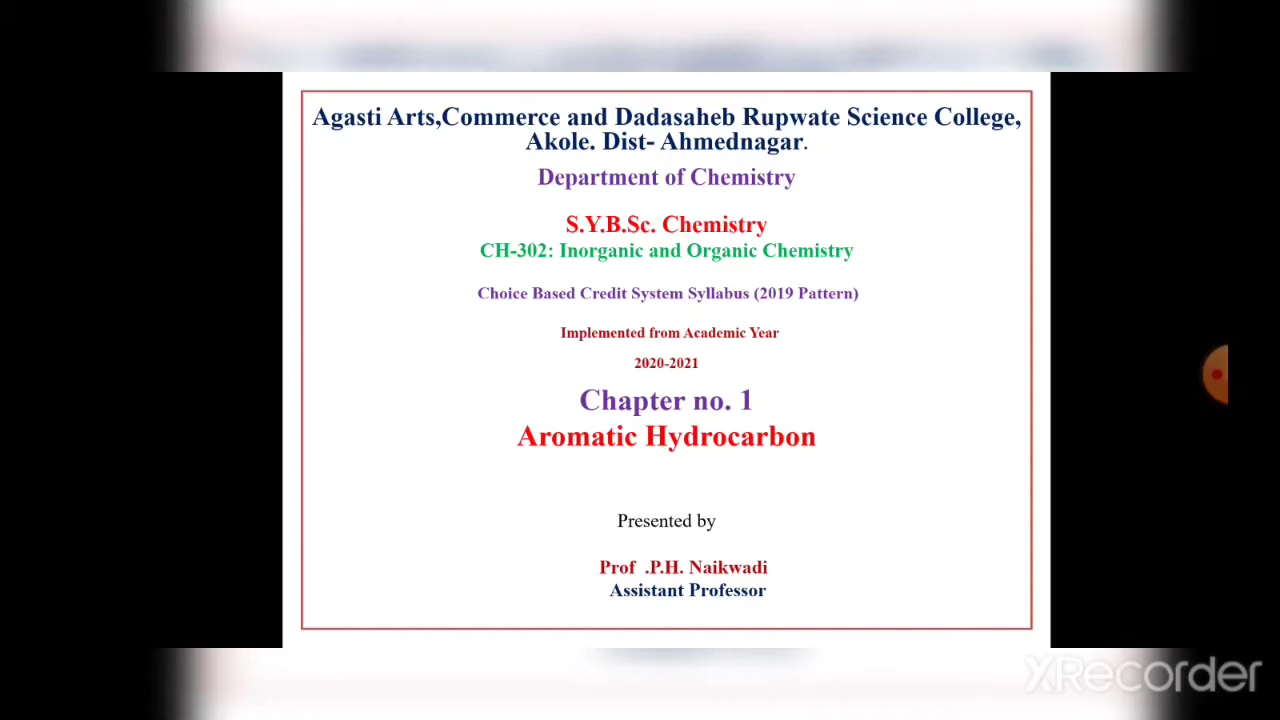 Agasti Arts,Commerce and Dadasaheb Rupwate Science College,
Akole. Dist- Ahmednagar.
Department of Chemistry
S.Y.B.Sc. Chemistry
CH-302: Inorganic and Organic Chemistry
Choice Based Credit System Syllabus (2019 Pattern)
Implemented from Academic Year
2020-2021
Chapter no. 1
Aromatic Hydrocarbon
Presented by
Prof .P.H. Naikwadi
Assistant Professor
XRecorder